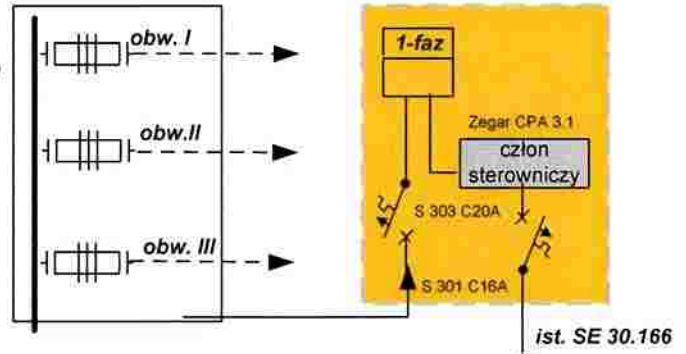 obw. I
obw.II
obw. III
1-faz
Zegar CPA 3.1
człon
sterowniczy
S 303 C20A
S 301 C16A
ist. SE 30.166